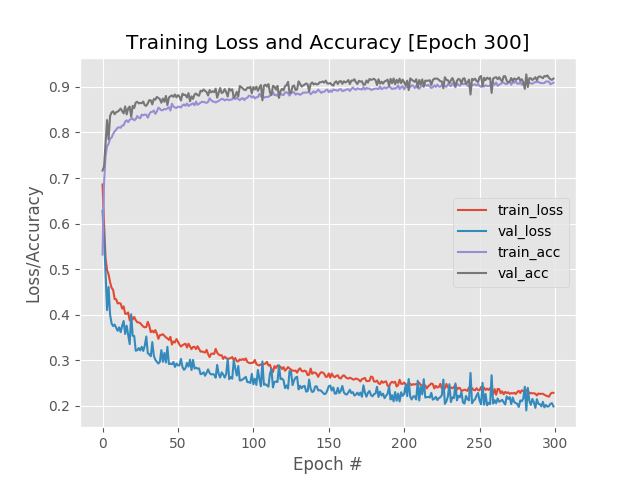 Training Loss and Accuracy [Epoch 300]
Loss/Accuracy
0.9
0.8
0.7
0.6
0.5
0.4
0.3
0.2
train_loss
val_loss
train_acc
val_acc
0 50 100 150 200 250 300
Epoch #